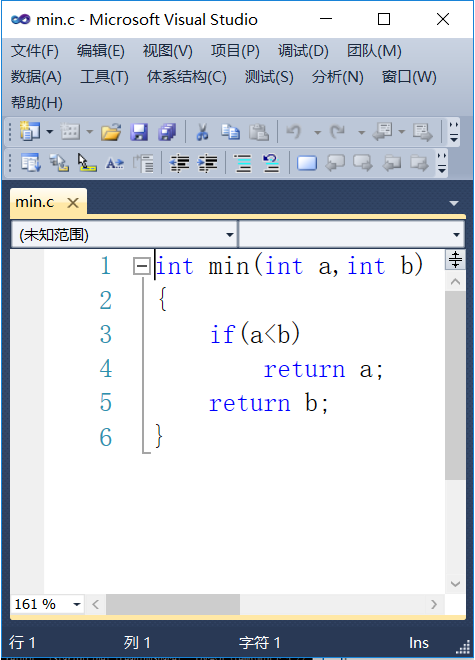 min.c - Microsoft Visual Studio
文件(F) 编辑(E) 视图(V) 项目(P) 调试(D) 团队(M)
数据(A) 工具(T) 体系结构(C) 测试(S) 分析(N) 窗口(W)
帮助(H)
min.c
(未知范围)
1 int min(int a,int b)
2 {
3 if(a<b)
4 return a;
5 return b;
6 }
161 %
行 1 列 1 字符 1 Ins